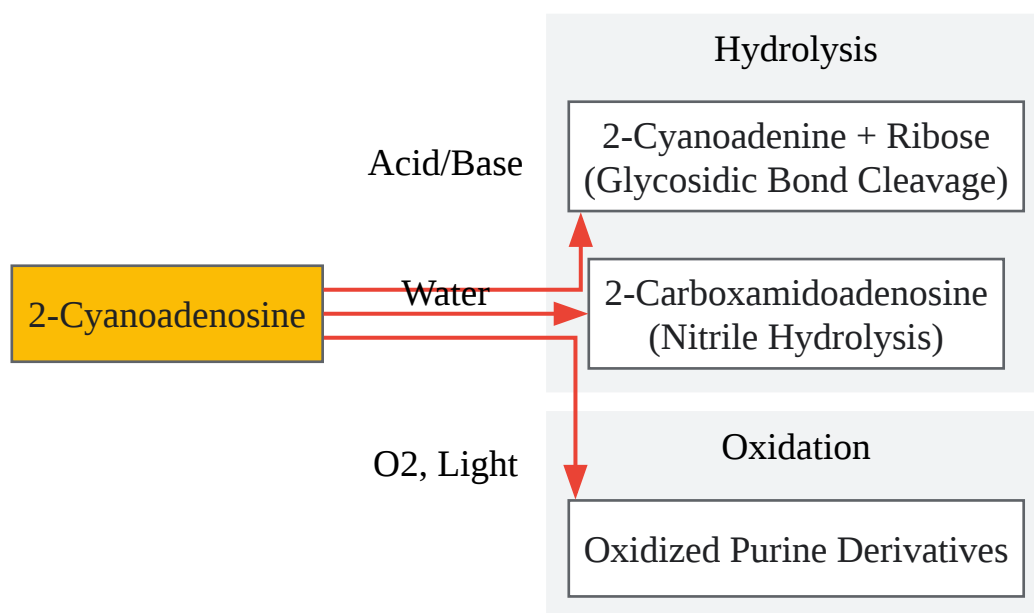 Hydrolysis
2-Cyanoadenine + Ribose
(Glycosidic Bond Cleavage)
Acid/Base
2-Cyanoadenosine
Water
2-Carboxamidoadenosine
(Nitrile Hydrolysis)
O2, Light
Oxidation
Oxidized Purine Derivatives